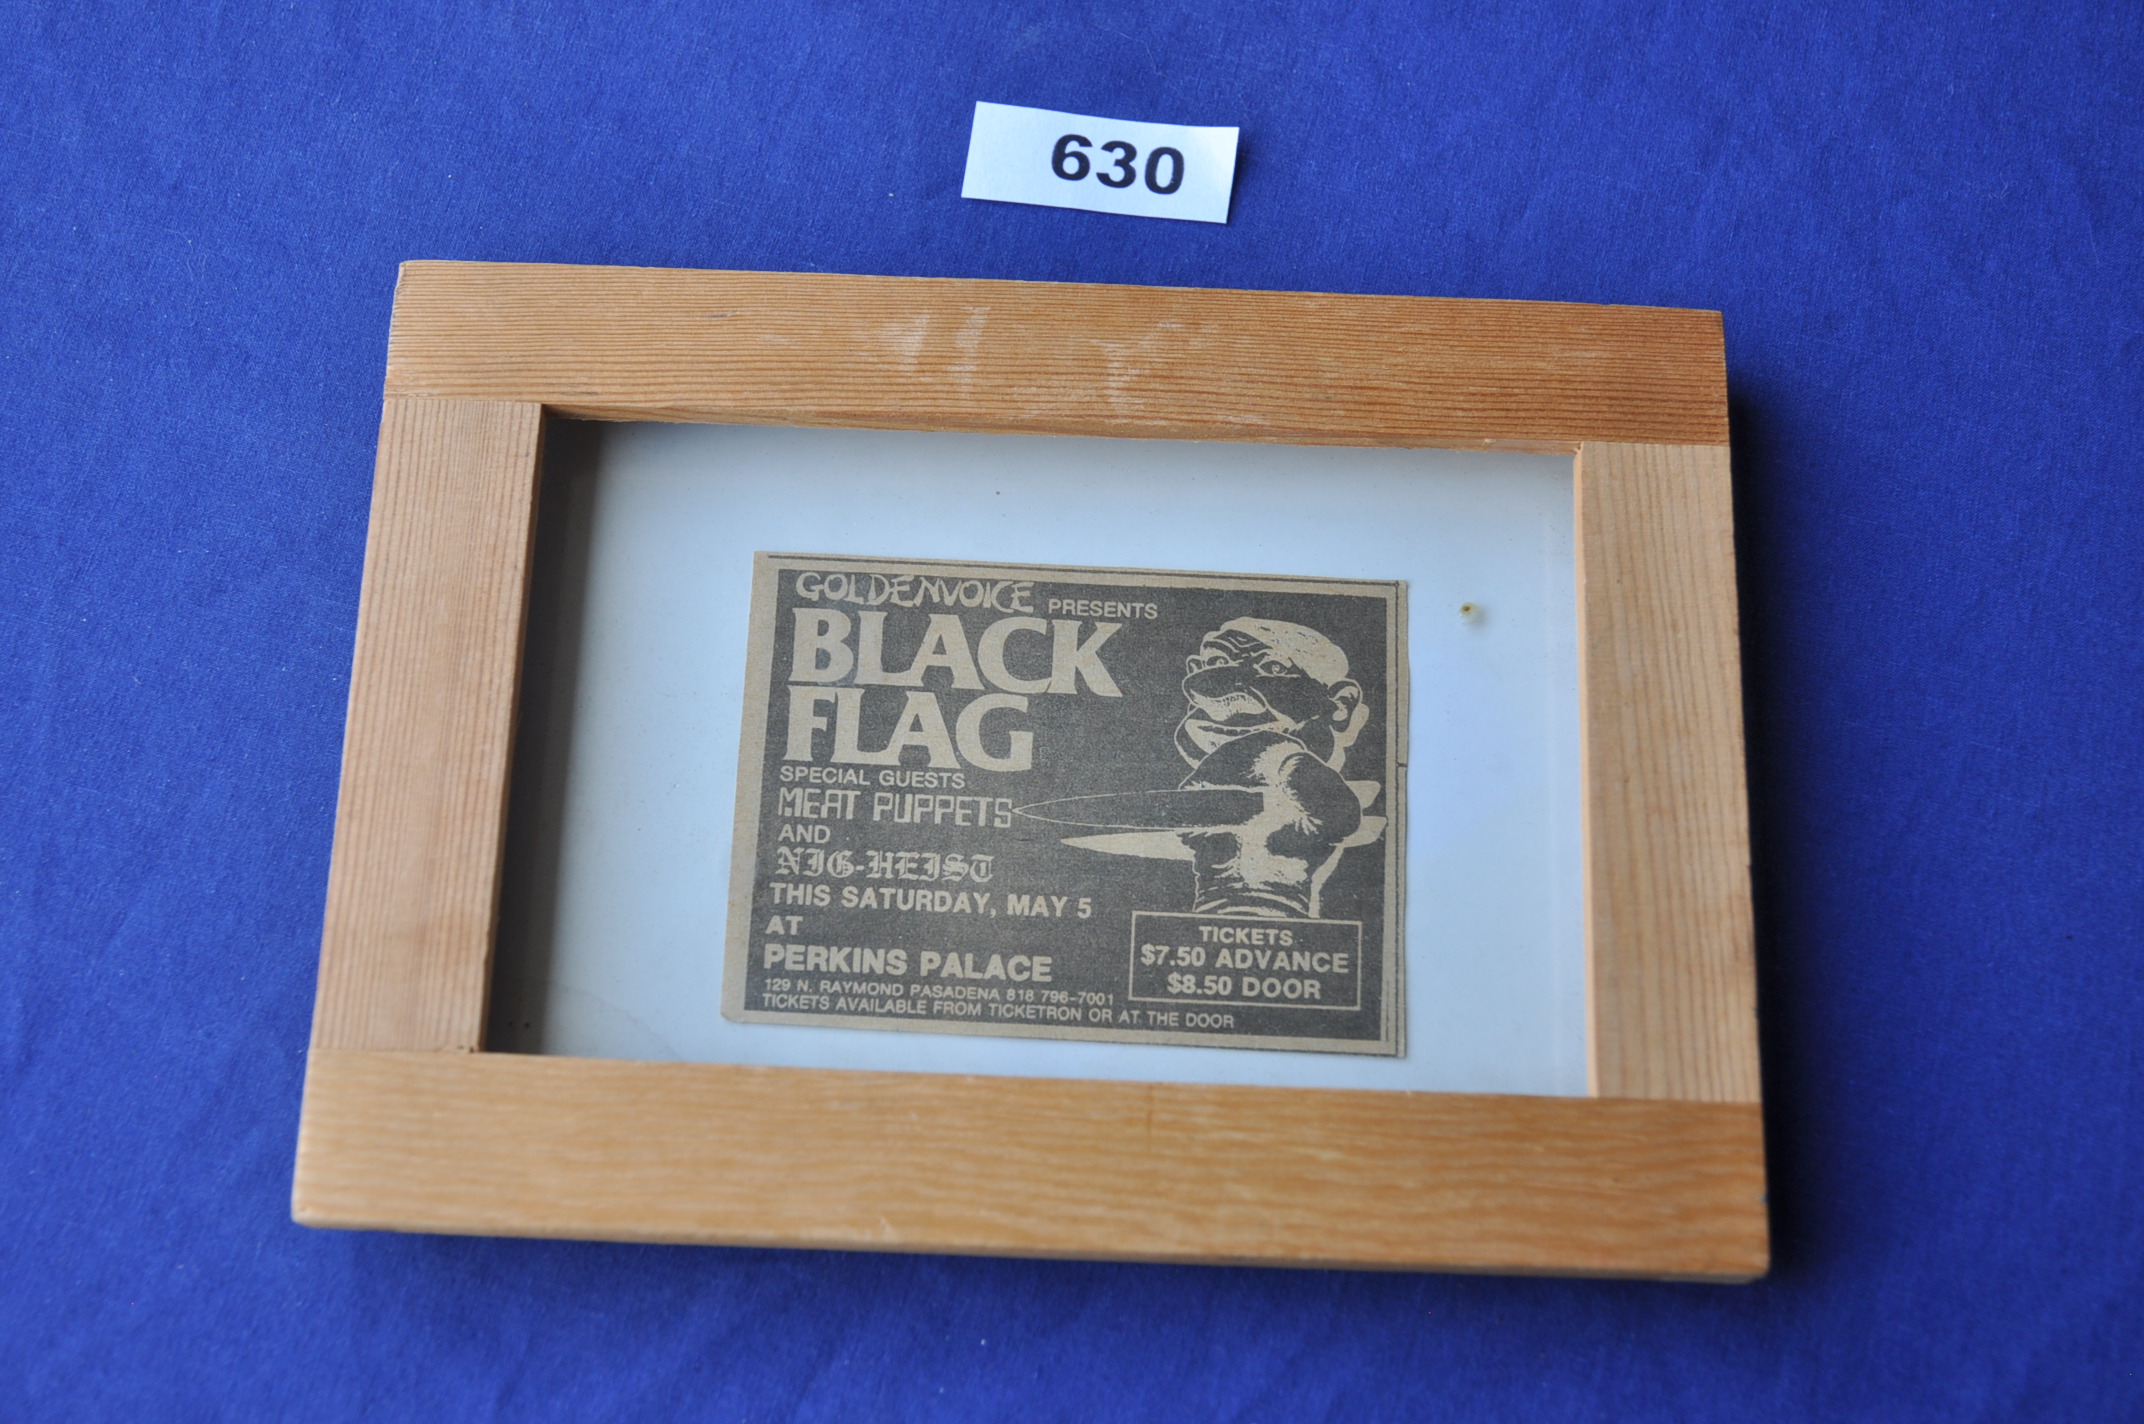 630
GOLDENVOICE PRESENTS
BLACK
FLAG
SPECIAL GUESTS
MEAT PUPPETS
AND
NIG-HEIST
THIS SATURDAY, MAY 5
AT
PERKINS PALACE
129 N. RAYMOND PASADENA 818 796-7001
TICKETS AVAILABLE FROM TICKETRON OR AT THE DOOR
TICKETS
$7.50 ADVANCE
$8.50 DOOR